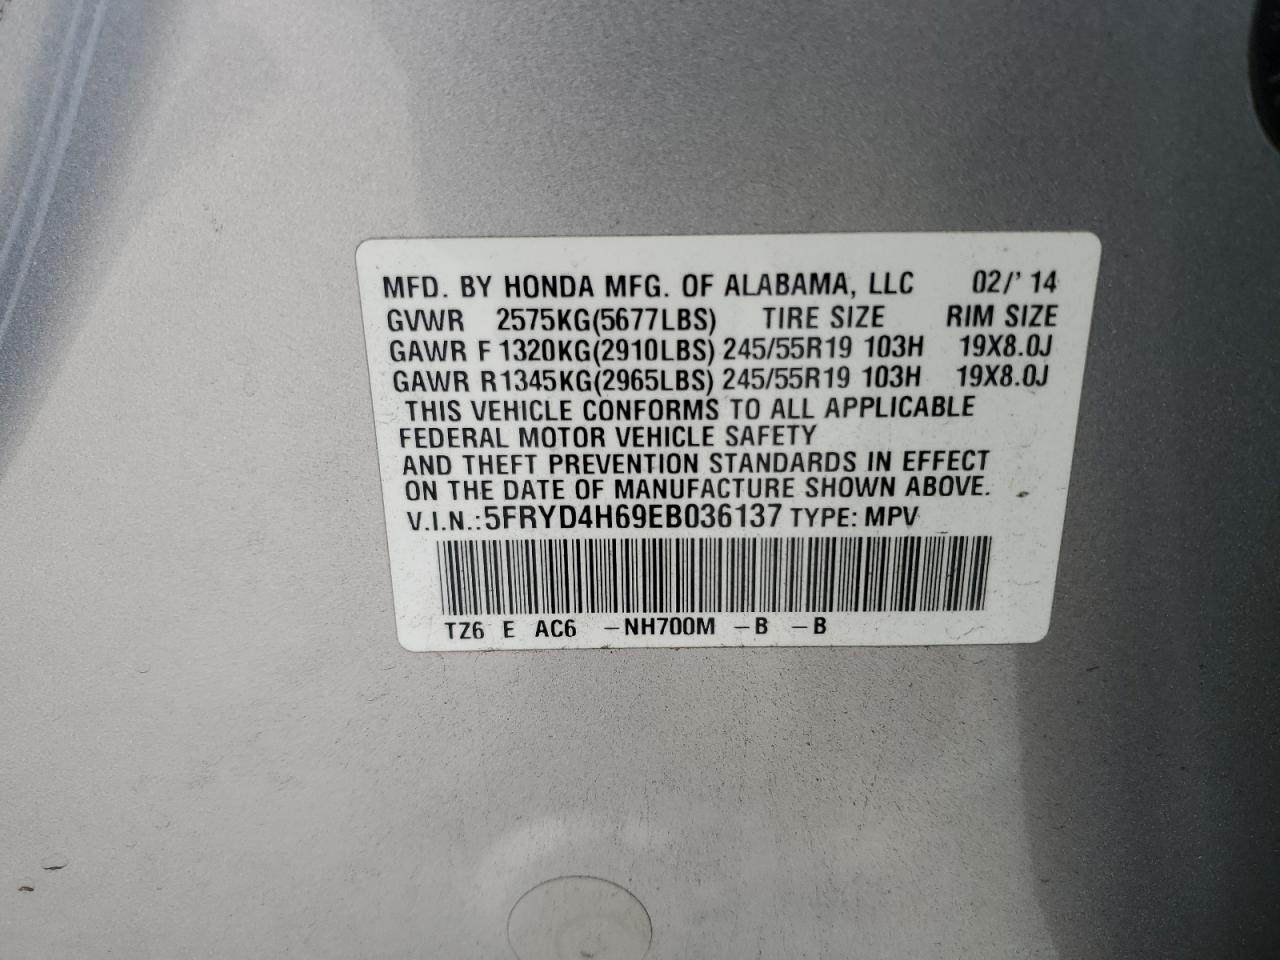 MFD. BY HONDA MFG. OF ALABAMA, LLC 02/' 14
GVWR 2575KG(5677LBS) TIRE SIZE RIM SIZE
GAWR F 1320KG(2910LBS) 245/55R19 103H 19X8.0J
GAWR R1345KG(2965LBS) 245/55R19 103H 19X8.0J
THIS VEHICLE CONFORMS TO ALL APPLICABLE
FEDERAL MOTOR VEHICLE SAFETY
AND THEFT PREVENTION STANDARDS IN EFFECT
ON THE DATE OF MANUFACTURE SHOWN ABOVE.
V.I.N.:5FRYD4H69EB036137 TYPE: MPV
TZ6 E AC6 –NH700M –B –B